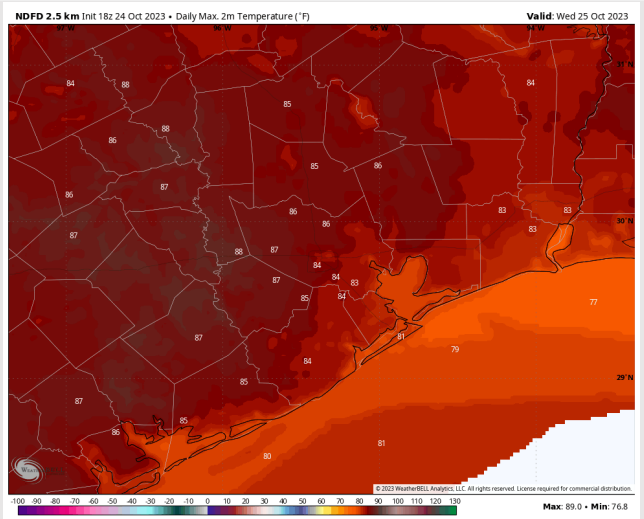 NDFD 2.5 km Init 18z 24 Oct 2023 • Daily Max. 2m Temperature (°F)
Valid: Wed 25 Oct 2023
97°W 96°W 95°W 94°W
31°N
84 88 84
85
88
86
85 86
87
86
86 83 83
30°N
86
87 83
88 87
84
84
87 83
85 84
77
87 81
79
84
29°N
85
87
85
86
81
80
© 2023 WeatherBELL Analytics, LLC. All rights reserved. License required for commercial distribution.
-100 -90 -80 -70 -60 -50 -40 -30 -20 -10 0 10 20 30 40 50 60 70 80 90 100 110 120 130
Max: 89.0 • Min: 76.8